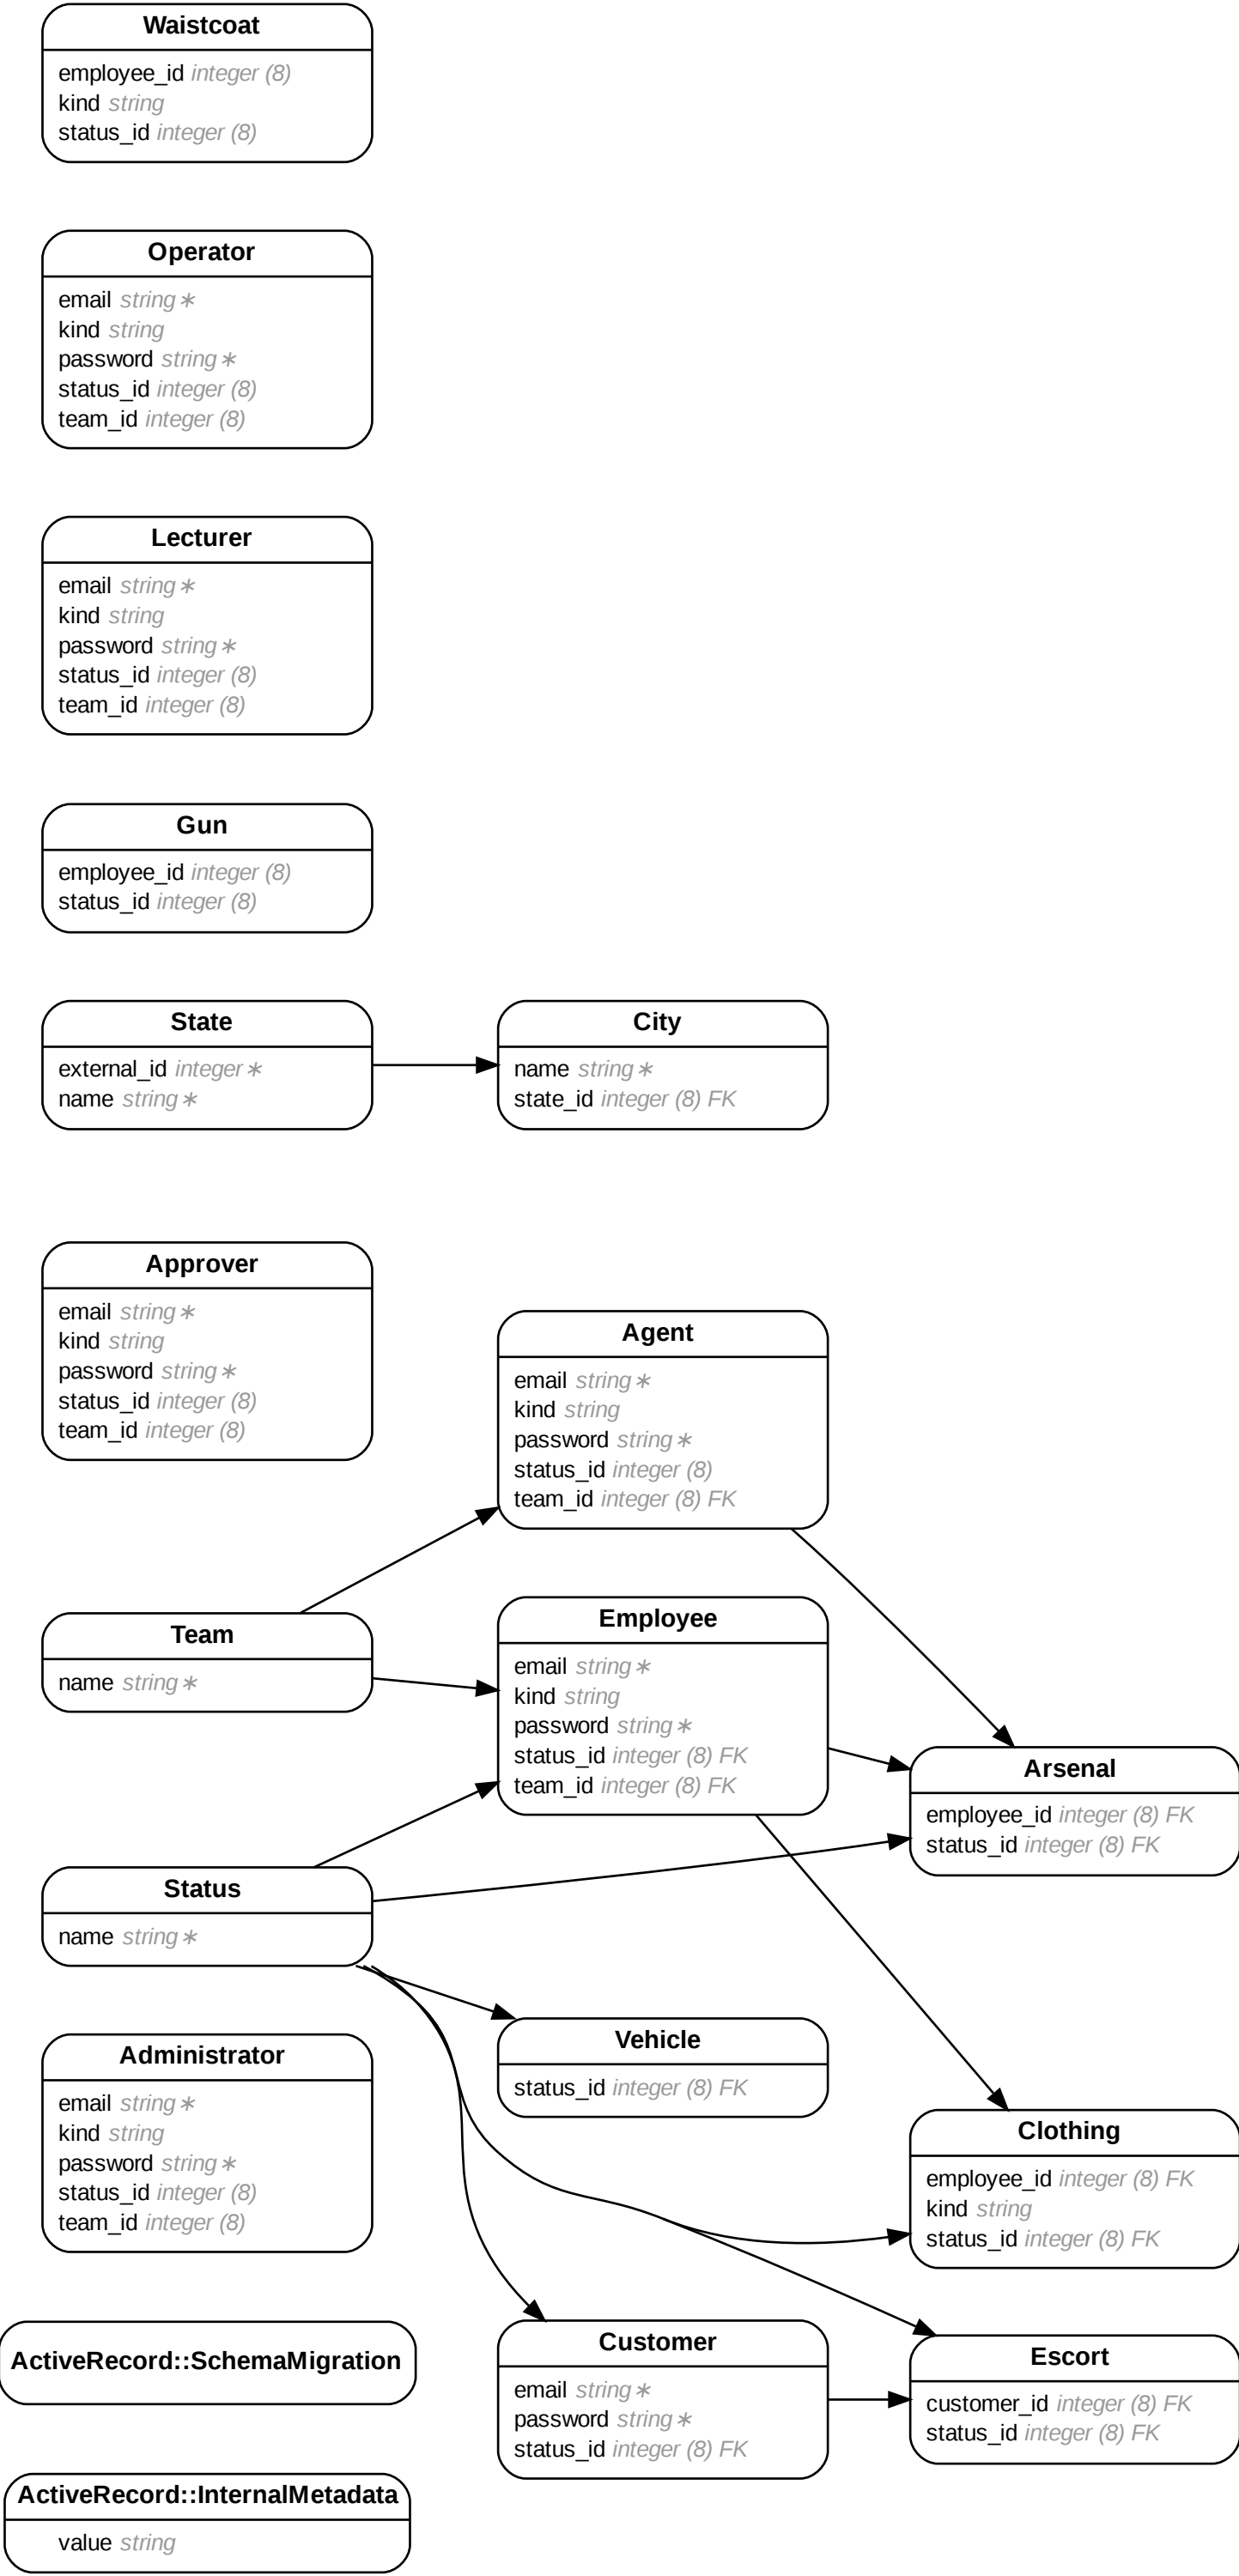 Waistcoat
employee_id integer (8)
kind string
status_id integer (8)
Operator
email string ∗
kind string
password string ∗
status_id integer (8)
team_id integer (8)
Lecturer
email string ∗
kind string
password string ∗
status_id integer (8)
team_id integer (8)
Gun
employee_id integer (8)
status_id integer (8)
State
external_id integer ∗
name string ∗
City
name string ∗
state_id integer (8) FK
Approver
email string ∗
kind string
password string ∗
status_id integer (8)
team_id integer (8)
Agent
email string ∗
kind string
password string ∗
status_id integer (8)
team_id integer (8) FK
Team
name string ∗
Employee
email string ∗
kind string
password string ∗
status_id integer (8) FK
team_id integer (8) FK
Arsenal
employee_id integer (8) FK
status_id integer (8) FK
Status
name string ∗
Vehicle
status_id integer (8) FK
Administrator
email string ∗
kind string
password string ∗
status_id integer (8)
team_id integer (8)
Clothing
employee_id integer (8) FK
kind string
status_id integer (8) FK
ActiveRecord::SchemaMigration
Customer
email string ∗
password string ∗
status_id integer (8) FK
Escort
customer_id integer (8) FK
status_id integer (8) FK
ActiveRecord::InternalMetadata
value string